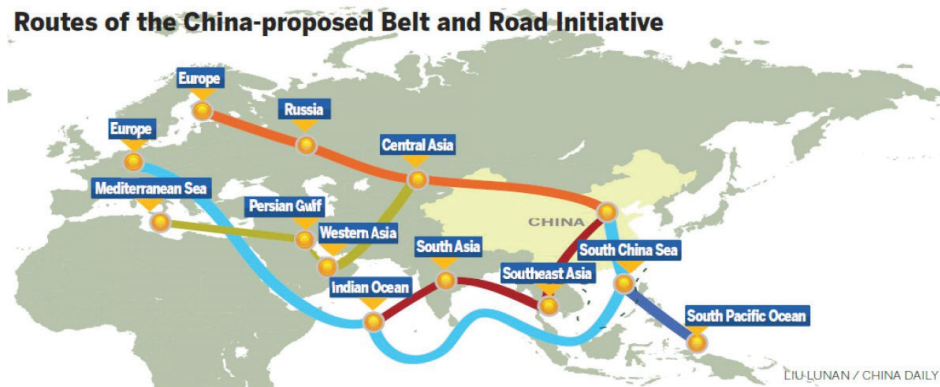 Routes of the China-proposed Belt and Road Initiative
Europe
Russia
Europe
Central Asia
Mediterranean Sea
Persian Gulf
CHINA
Western Asia
South Asia
South China Sea
Southeast Asia
Indian Ocean
South Pacific Ocean
LIU LUNAN / CHINA DAILY